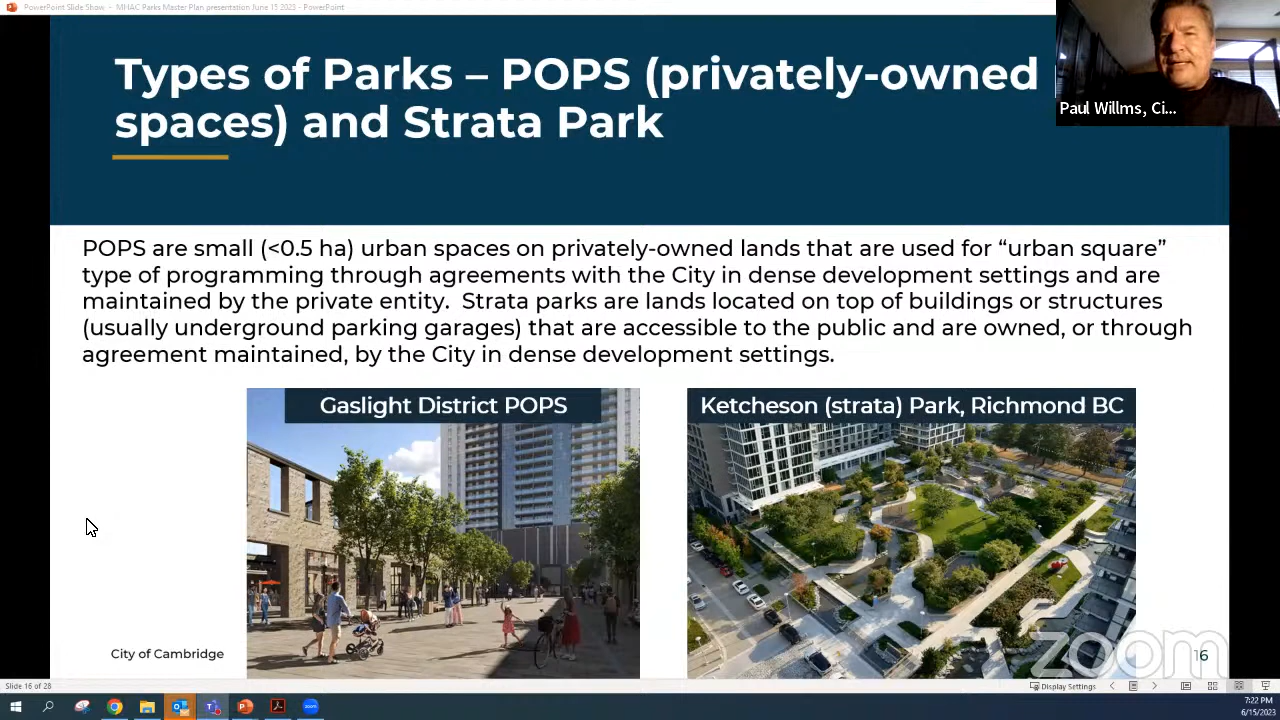 PowerPoint Slide Show - MHAC Parks Master Plan presentation June 15 2023 - PowerPoint
Types of Parks – POPS (privately-owned
spaces) and Strata Park
Paul Willms, Ci...
POPS are small (<0.5 ha) urban spaces on privately-owned lands that are used for “urban square”
type of programming through agreements with the City in dense development settings and are
maintained by the private entity. Strata parks are lands located on top of buildings or structures
(usually underground parking garages) that are accessible to the public and are owned, or through
agreement maintained, by the City in dense development settings.
Gaslight District POPS
Ketcheson (strata) Park, Richmond BC
City of Cambridge
zoom
16
Slide 16 of 28
Display Settings
7:22 PM
6/15/2023